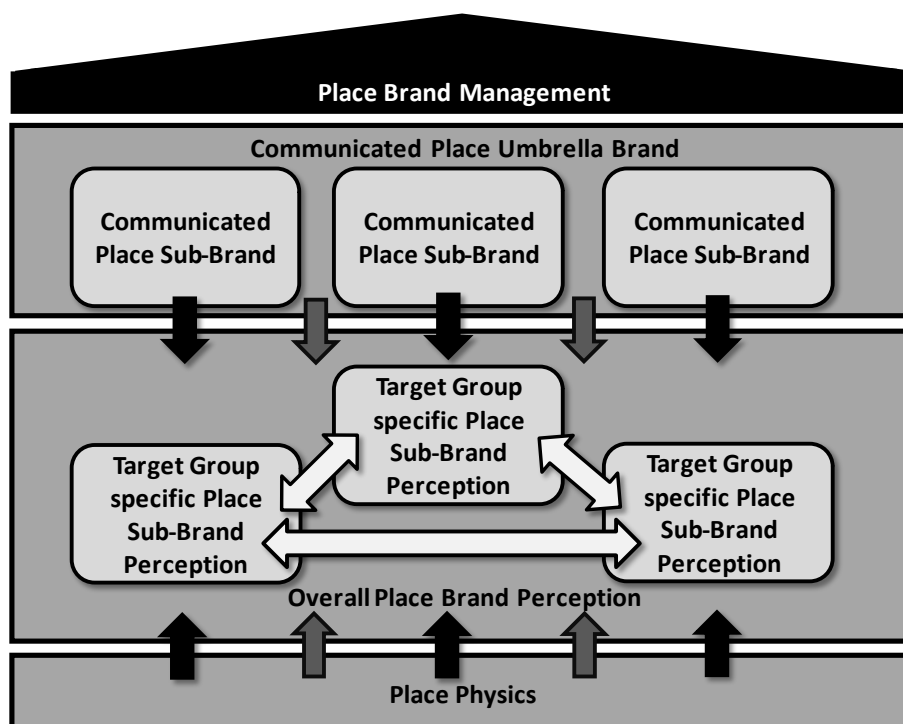 Place Brand Management
Communicated Place Umbrella Brand
Communicated
Place Sub-Brand
Communicated
Place Sub-Brand
Communicated
Place Sub-Brand
Target Group
specific Place
Sub-Brand
Perception
Target Group
specific Place
Sub-Brand
Perception
Target Group
specific Place
Sub-Brand
Perception
Overall Place Brand Perception
Place Physics